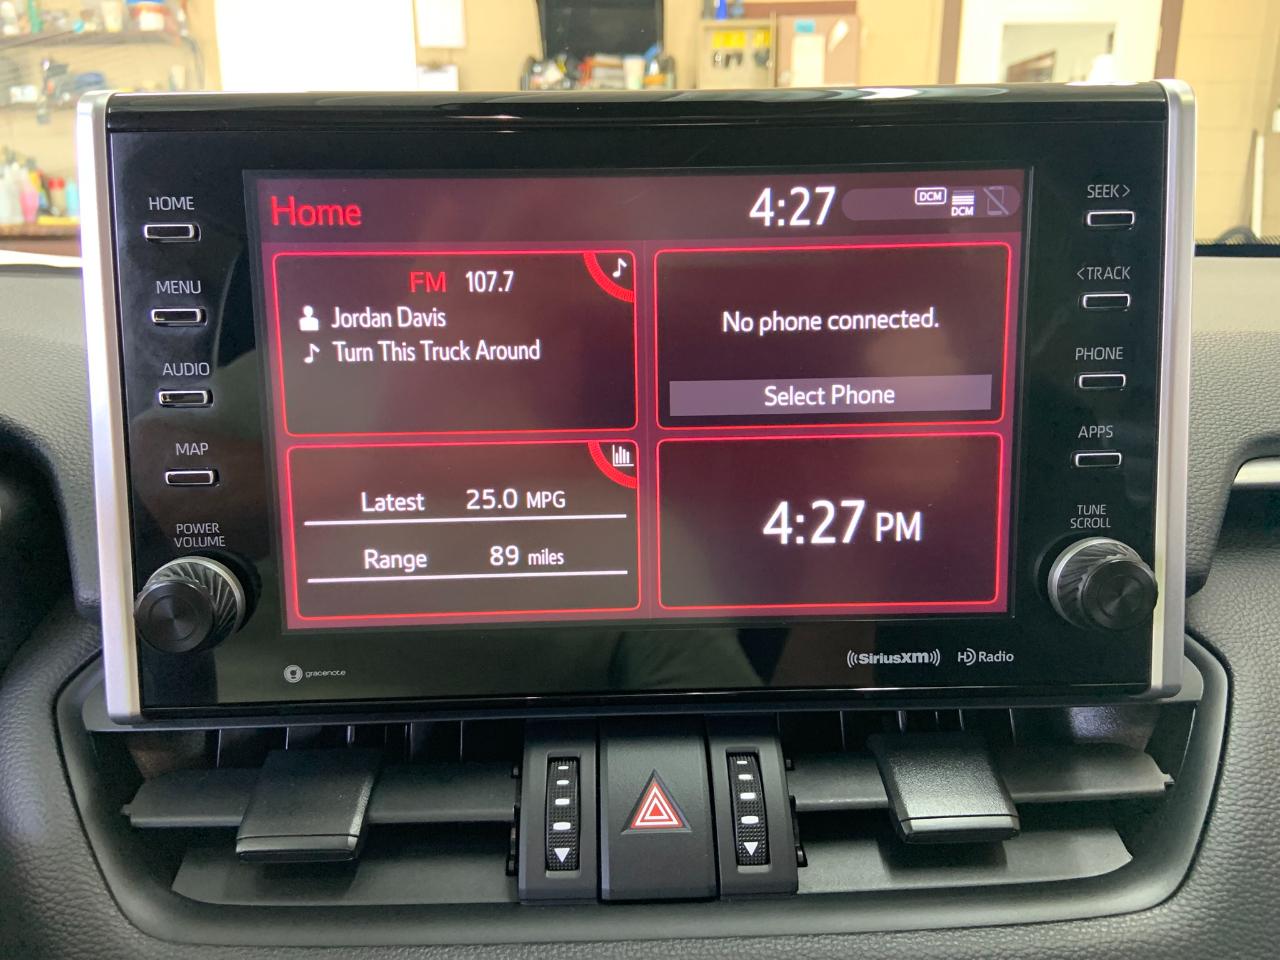 HOME
MENU
AUDIO
MAP
POWER
VOLUME
Home
4:27
DCM
DCM
FM 107.7
Jordan Davis
Turn This Truck Around
No phone connected.
Select Phone
Latest 25.0 MPG
Range 89 miles
4:27 PM
SEEK>
<TRACK
PHONE
APPS
TUNE
SCROLL
gracenote
((SiriusXM))
HD Radio